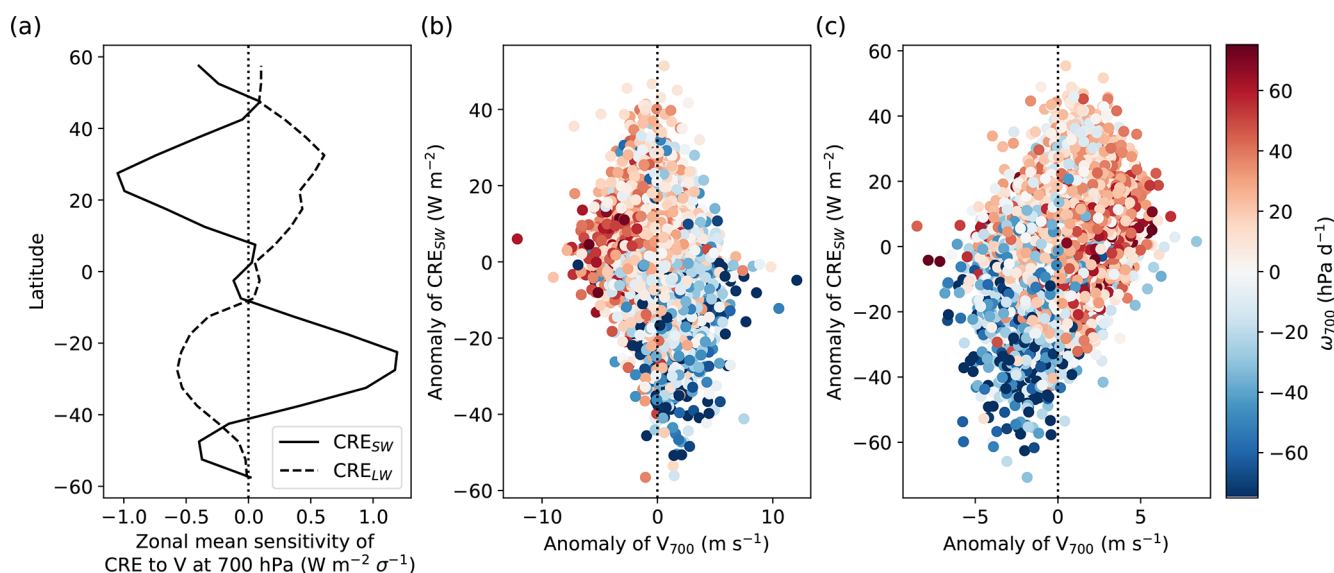 (a)
60
40
20
0
−20
−40
−60
Latitude
CRE_SW
CRE_LW
−1.0 −0.5 0.0 0.5 1.0
Zonal mean sensitivity of
CRE to V at 700 hPa (W m⁻² σ⁻¹)
(b)
40
20
0
−20
−40
−60
Anomaly of CRE_SW (W m⁻²)
−10 0 10
Anomaly of V₇₀₀ (m s⁻¹)
(c)
60
40
20
0
−20
−40
−60
Anomaly of CRE_SW (W m⁻²)
−5 0 5
Anomaly of V₇₀₀ (m s⁻¹)
60
40
20
0
−20
−40
−60
ω₇₀₀ (hPa d⁻¹)